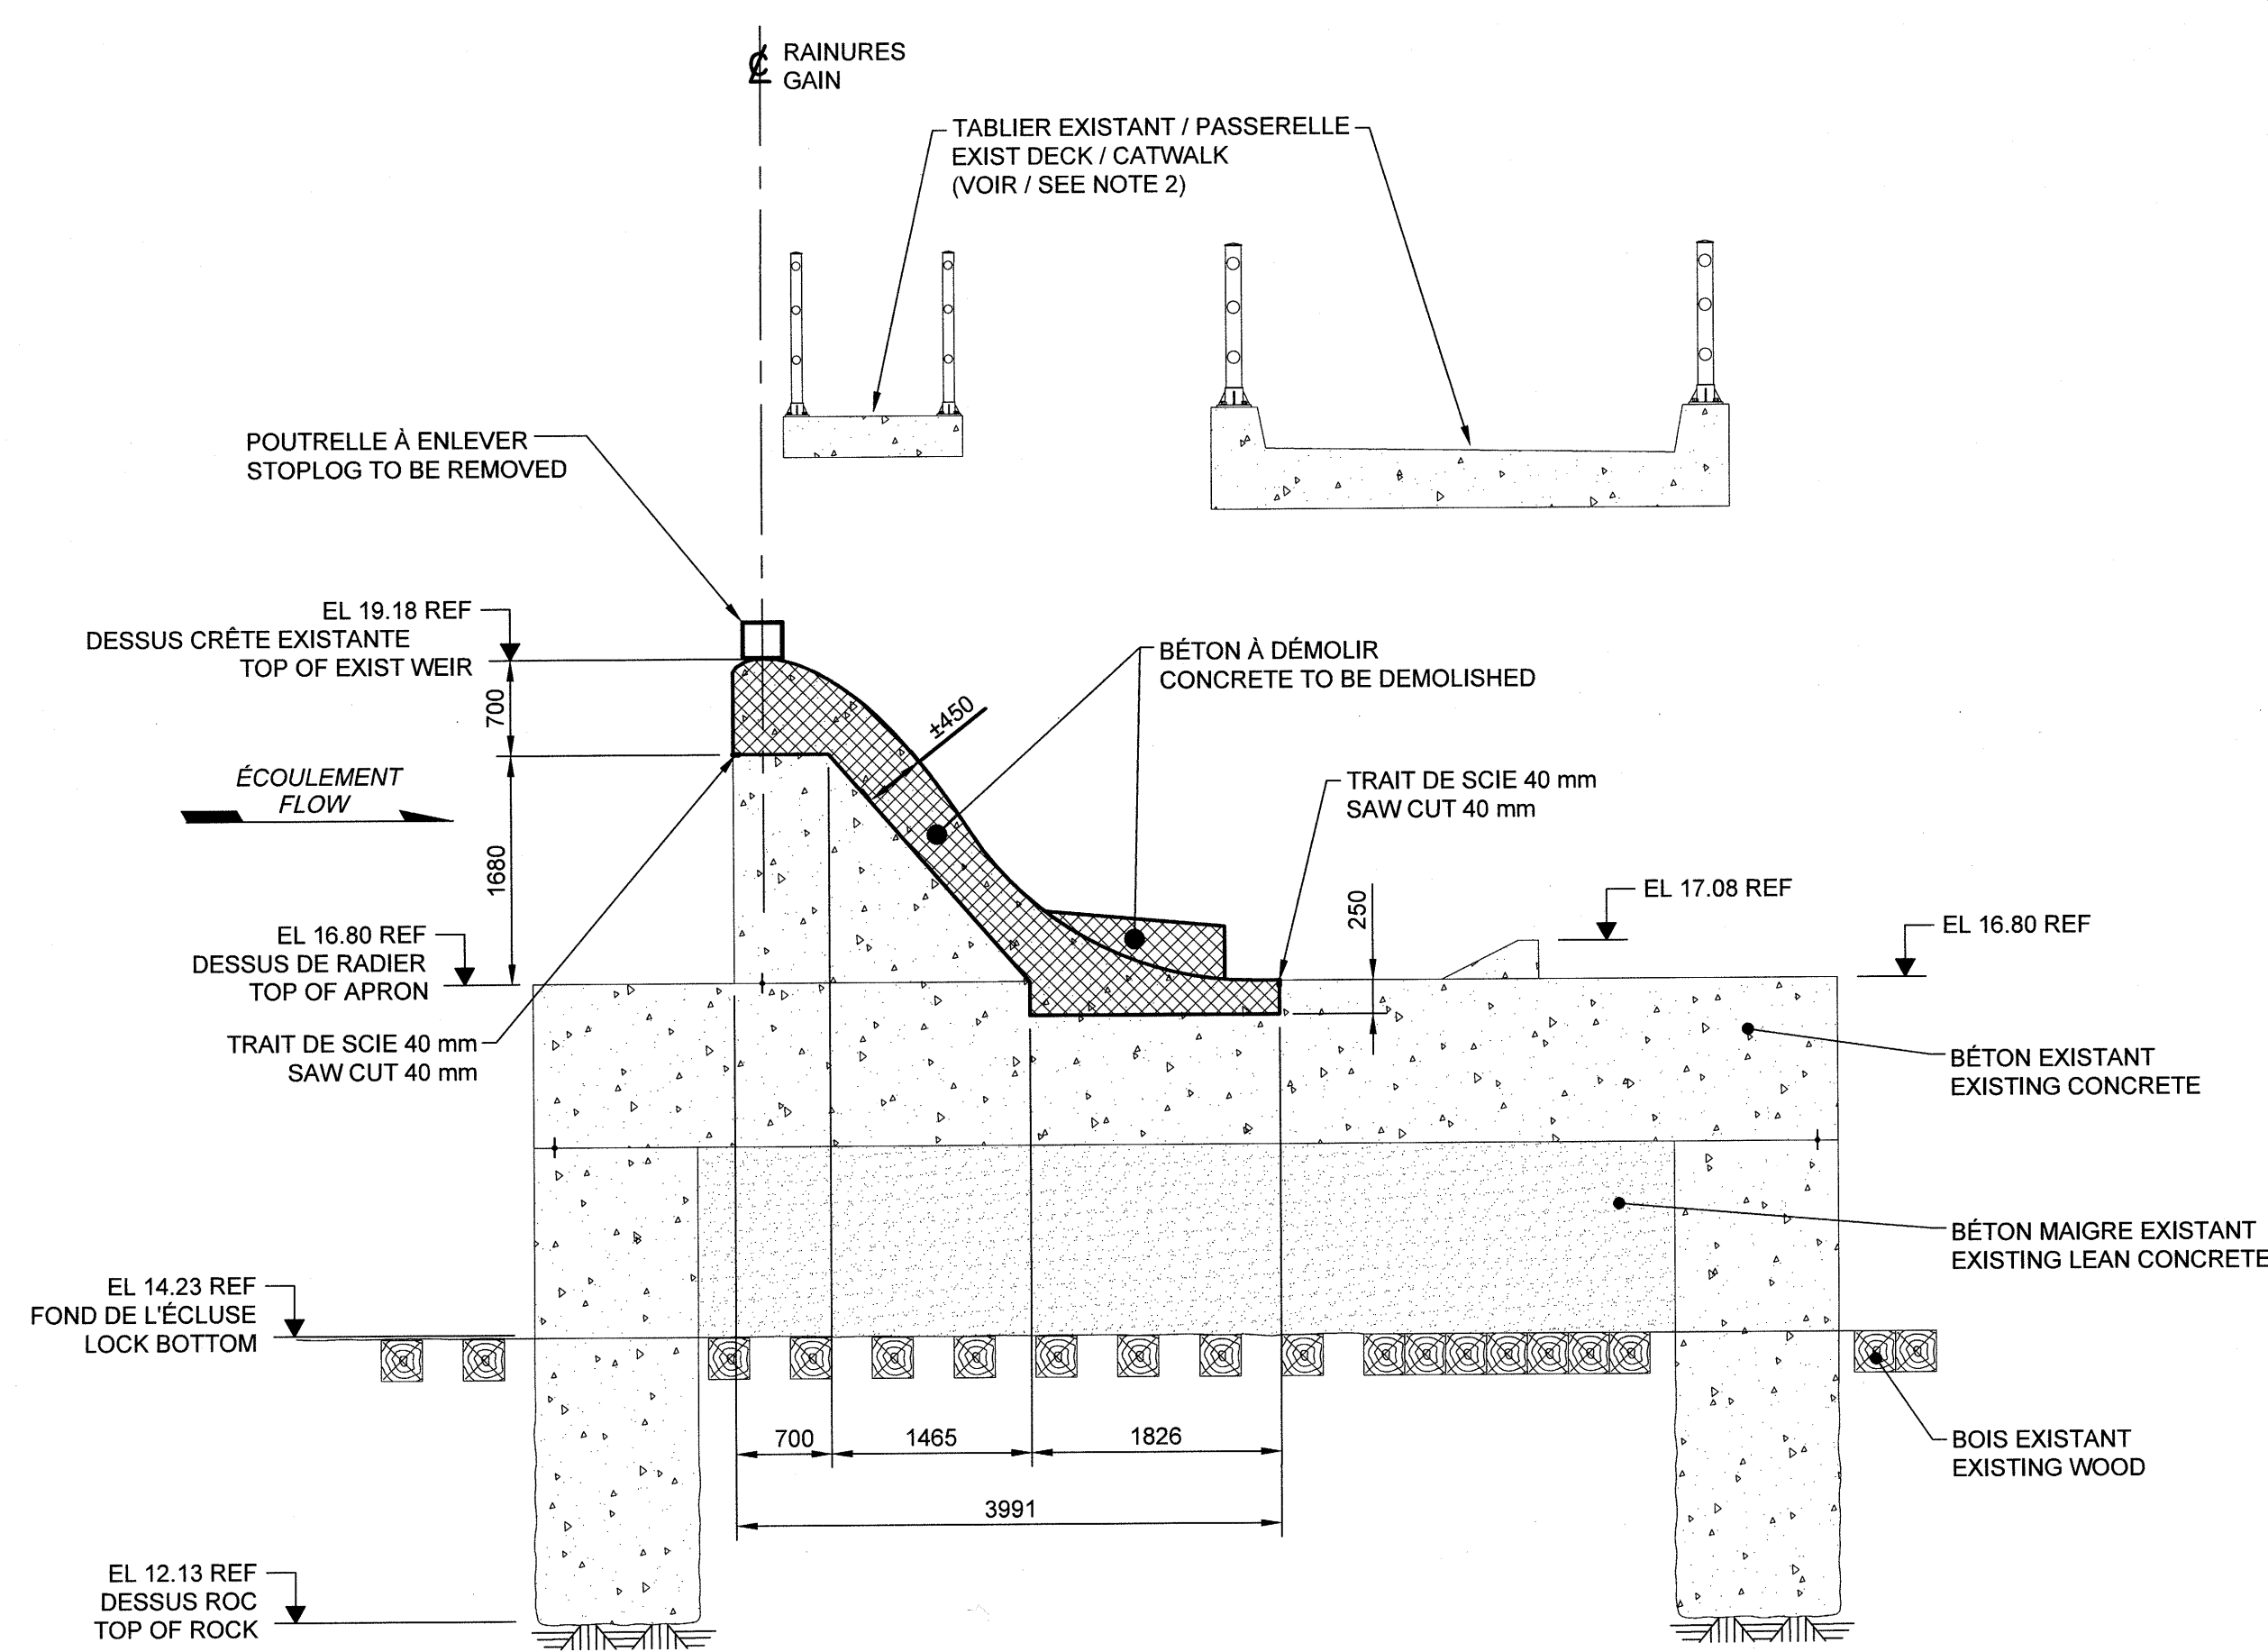 RAINURES
GAIN
TABLIER EXISTANT / PASSERELLE
EXIST DECK / CATWALK
(VOIR / SEE NOTE 2)
POUTRELLE À ENLEVER
STOPLOG TO BE REMOVED
EL 19.18 REF
DESSUS CRÊTE EXISTANTE
TOP OF EXIST WEIR
700
BÉTON À DÉMOLIR
CONCRETE TO BE DEMOLISHED
±450
ÉCOULEMENT
FLOW
1680
TRAIT DE SCIE 40 mm
SAW CUT 40 mm
250
EL 17.08 REF
EL 16.80 REF
EL 16.80 REF
DESSUS DE RADIER
TOP OF APRON
TRAIT DE SCIE 40 mm
SAW CUT 40 mm
BÉTON EXISTANT
EXISTING CONCRETE
BÉTON MAIGRE EXISTANT
EXISTING LEAN CONCRETE
EL 14.23 REF
FOND DE L'ÉCLUSE
LOCK BOTTOM
700
1465
1826
BOIS EXISTANT
EXISTING WOOD
3991
EL 12.13 REF
DESSUS ROC
TOP OF ROCK